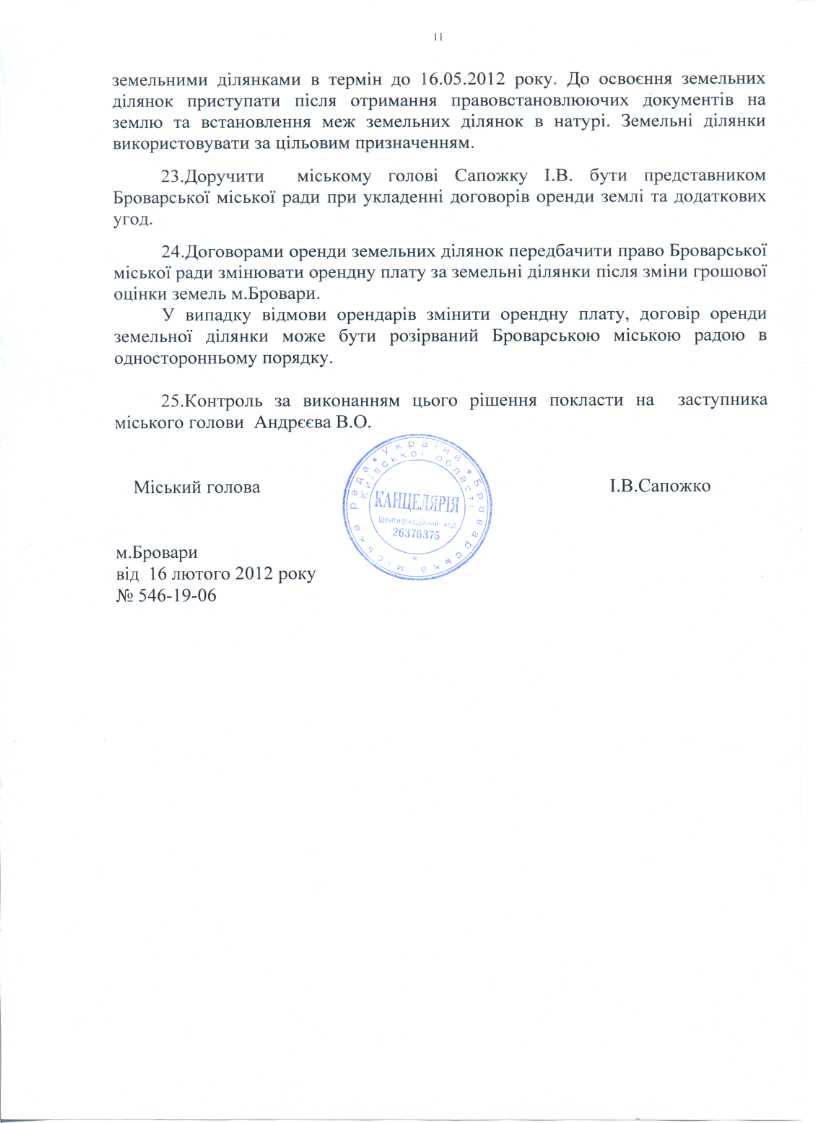 11
земельними ділянками в термін до 16.05.2012 року. До освоєння земельних
ділянок приступати після отримання правовстановлюючих документів на
землю та встановлення меж земельних ділянок в натурі. Земельні ділянки
використовувати за цільовим призначенням.
23.Доручити міському голові Сапожку І.В. бути представником
Броварської міської ради при укладенні договорів оренди землі та додаткових
угод.
24.Договорами оренди земельних ділянок передбачити право Броварської
міської ради змінювати орендну плату за земельні ділянки після зміни грошової
оцінки земель м.Бровари.
У випадку відмови орендарів змінити орендну плату, договір оренди
земельної ділянки може бути розірваний Броварською міською радою в
односторонньому порядку.
25.Контроль за виконанням цього рішення покласти на заступника
міського голови Андрєєва В.О.
Міський голова
І.В.Сапожко
* Україна * Броварська міська рада
Київської області
КАНЦЕЛЯРІЯ
Ідентифікаційний код
26376375
м.Бровари
від 16 лютого 2012 року
№ 546-19-06